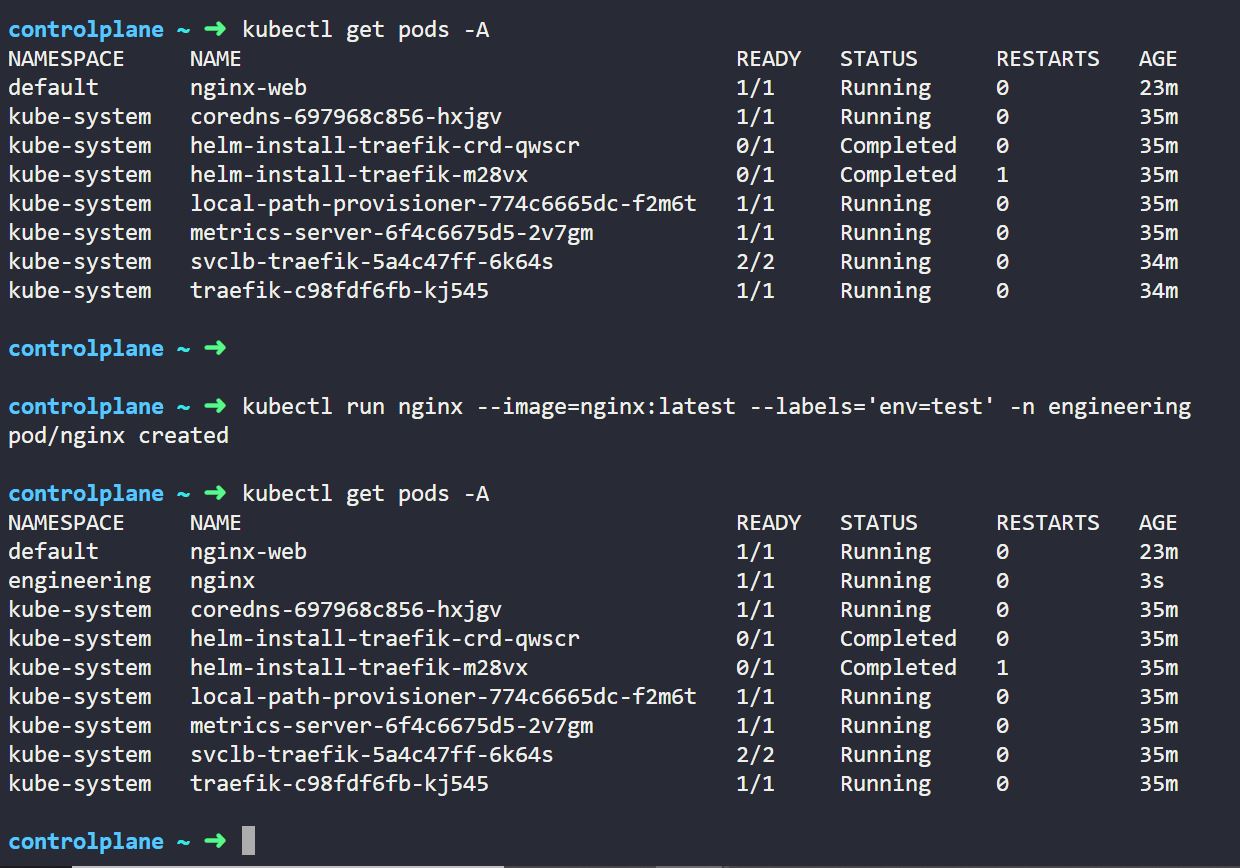 controlplane ~ ➜ kubectl get pods -A
NAMESPACE NAME READY STATUS RESTARTS AGE
default nginx-web 1/1 Running 0 23m
kube-system coredns-697968c856-hxjgv 1/1 Running 0 35m
kube-system helm-install-traefik-crd-qwscr 0/1 Completed 0 35m
kube-system helm-install-traefik-m28vx 0/1 Completed 1 35m
kube-system local-path-provisioner-774c6665dc-f2m6t 1/1 Running 0 35m
kube-system metrics-server-6f4c6675d5-2v7gm 1/1 Running 0 35m
kube-system svclb-traefik-5a4c47ff-6k64s 2/2 Running 0 34m
kube-system traefik-c98fdf6fb-kj545 1/1 Running 0 34m
controlplane ~ ➜
controlplane ~ ➜ kubectl run nginx --image=nginx:latest --labels='env=test' -n engineering
pod/nginx created
controlplane ~ ➜ kubectl get pods -A
NAMESPACE NAME READY STATUS RESTARTS AGE
default nginx-web 1/1 Running 0 23m
engineering nginx 1/1 Running 0 3s
kube-system coredns-697968c856-hxjgv 1/1 Running 0 35m
kube-system helm-install-traefik-crd-qwscr 0/1 Completed 0 35m
kube-system helm-install-traefik-m28vx 0/1 Completed 1 35m
kube-system local-path-provisioner-774c6665dc-f2m6t 1/1 Running 0 35m
kube-system metrics-server-6f4c6675d5-2v7gm 1/1 Running 0 35m
kube-system svclb-traefik-5a4c47ff-6k64s 2/2 Running 0 35m
kube-system traefik-c98fdf6fb-kj545 1/1 Running 0 35m
controlplane ~ ➜